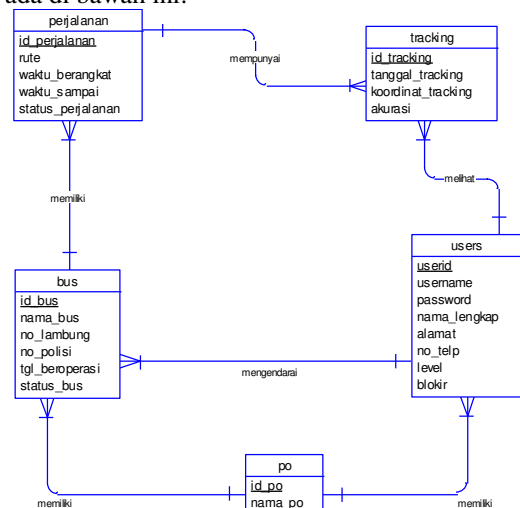 ada di bawah ini:
perjalanan
id_perjalanan
rute
waktu_berangkat
waktu_sampai
status_perjalanan
mempunyai
tracking
id_tracking
tanggal_tracking
koordinat_tracking
akurasi
memiliki
melihat
bus
id_bus
nama_bus
no_lambung
no_polisi
tgl_beroperasi
status_bus
mengendarai
users
userid
username
password
nama_lengkap
alamat
no_telp
level
blokir
po
id_po
nama_po
memiliki
memiliki